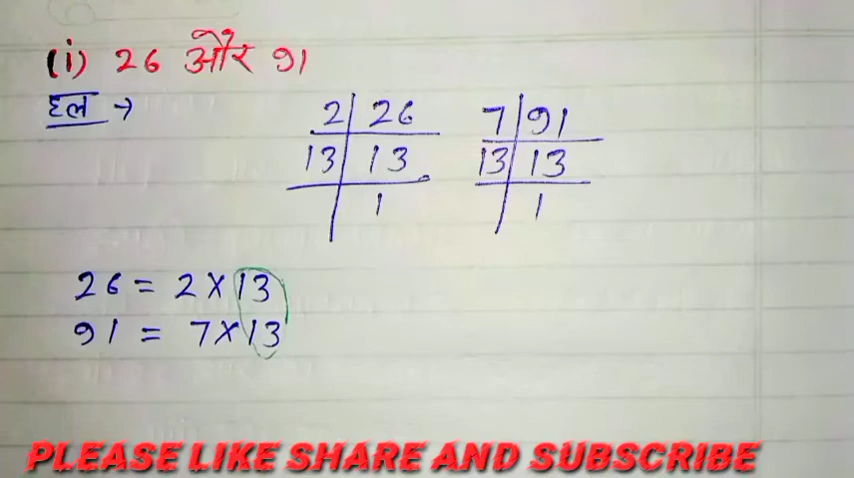 (i) 26 और 91
हल →
2 | 26 7 | 91
13 | 13. 13 | 13
1 1
26 = 2 × 13
91 = 7 × 13
PLEASE LIKE SHARE AND SUBSCRIBE